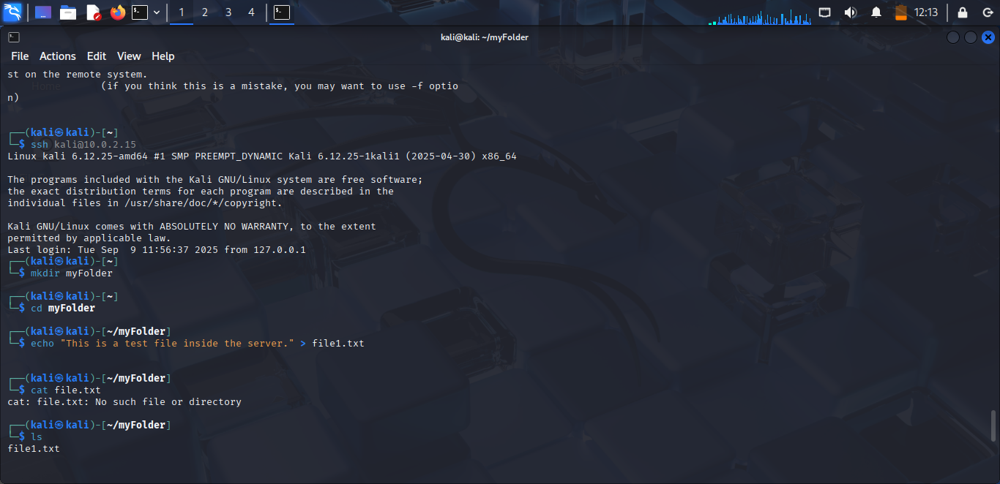 1 2 3 4 12:13
kali@kali: ~/myFolder
File Actions Edit View Help
st on the remote system.
(if you think this is a mistake, you may want to use -f optio
n)
┌──(kali㉿kali)-[~]
└─$ ssh kali@10.0.2.15
Linux kali 6.12.25-amd64 #1 SMP PREEMPT_DYNAMIC Kali 6.12.25-1kali1 (2025-04-30) x86_64
The programs included with the Kali GNU/Linux system are free software;
the exact distribution terms for each program are described in the
individual files in /usr/share/doc/*/copyright.
Kali GNU/Linux comes with ABSOLUTELY NO WARRANTY, to the extent
permitted by applicable law.
Last login: Tue Sep  9 11:56:37 2025 from 127.0.0.1
┌──(kali㉿kali)-[~]
└─$ mkdir myFolder
┌──(kali㉿kali)-[~]
└─$ cd myFolder
┌──(kali㉿kali)-[~/myFolder]
└─$ echo "This is a test file inside the server." > file1.txt
┌──(kali㉿kali)-[~/myFolder]
└─$ cat file.txt
cat: file.txt: No such file or directory
┌──(kali㉿kali)-[~/myFolder]
└─$ ls
file1.txt